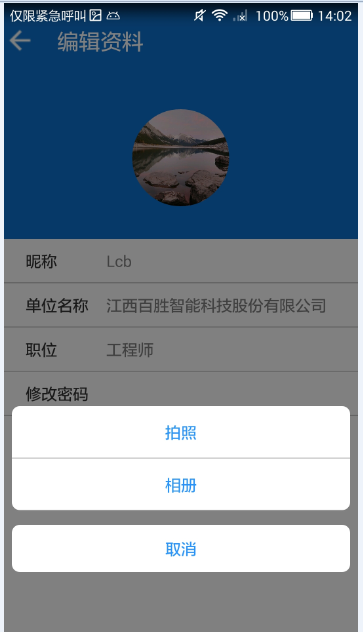 仅限紧急呼叫 100% 14:02
编辑资料
昵称 Lcb
单位名称 江西百胜智能科技股份有限公司
职位 工程师
修改密码
拍照
相册
取消